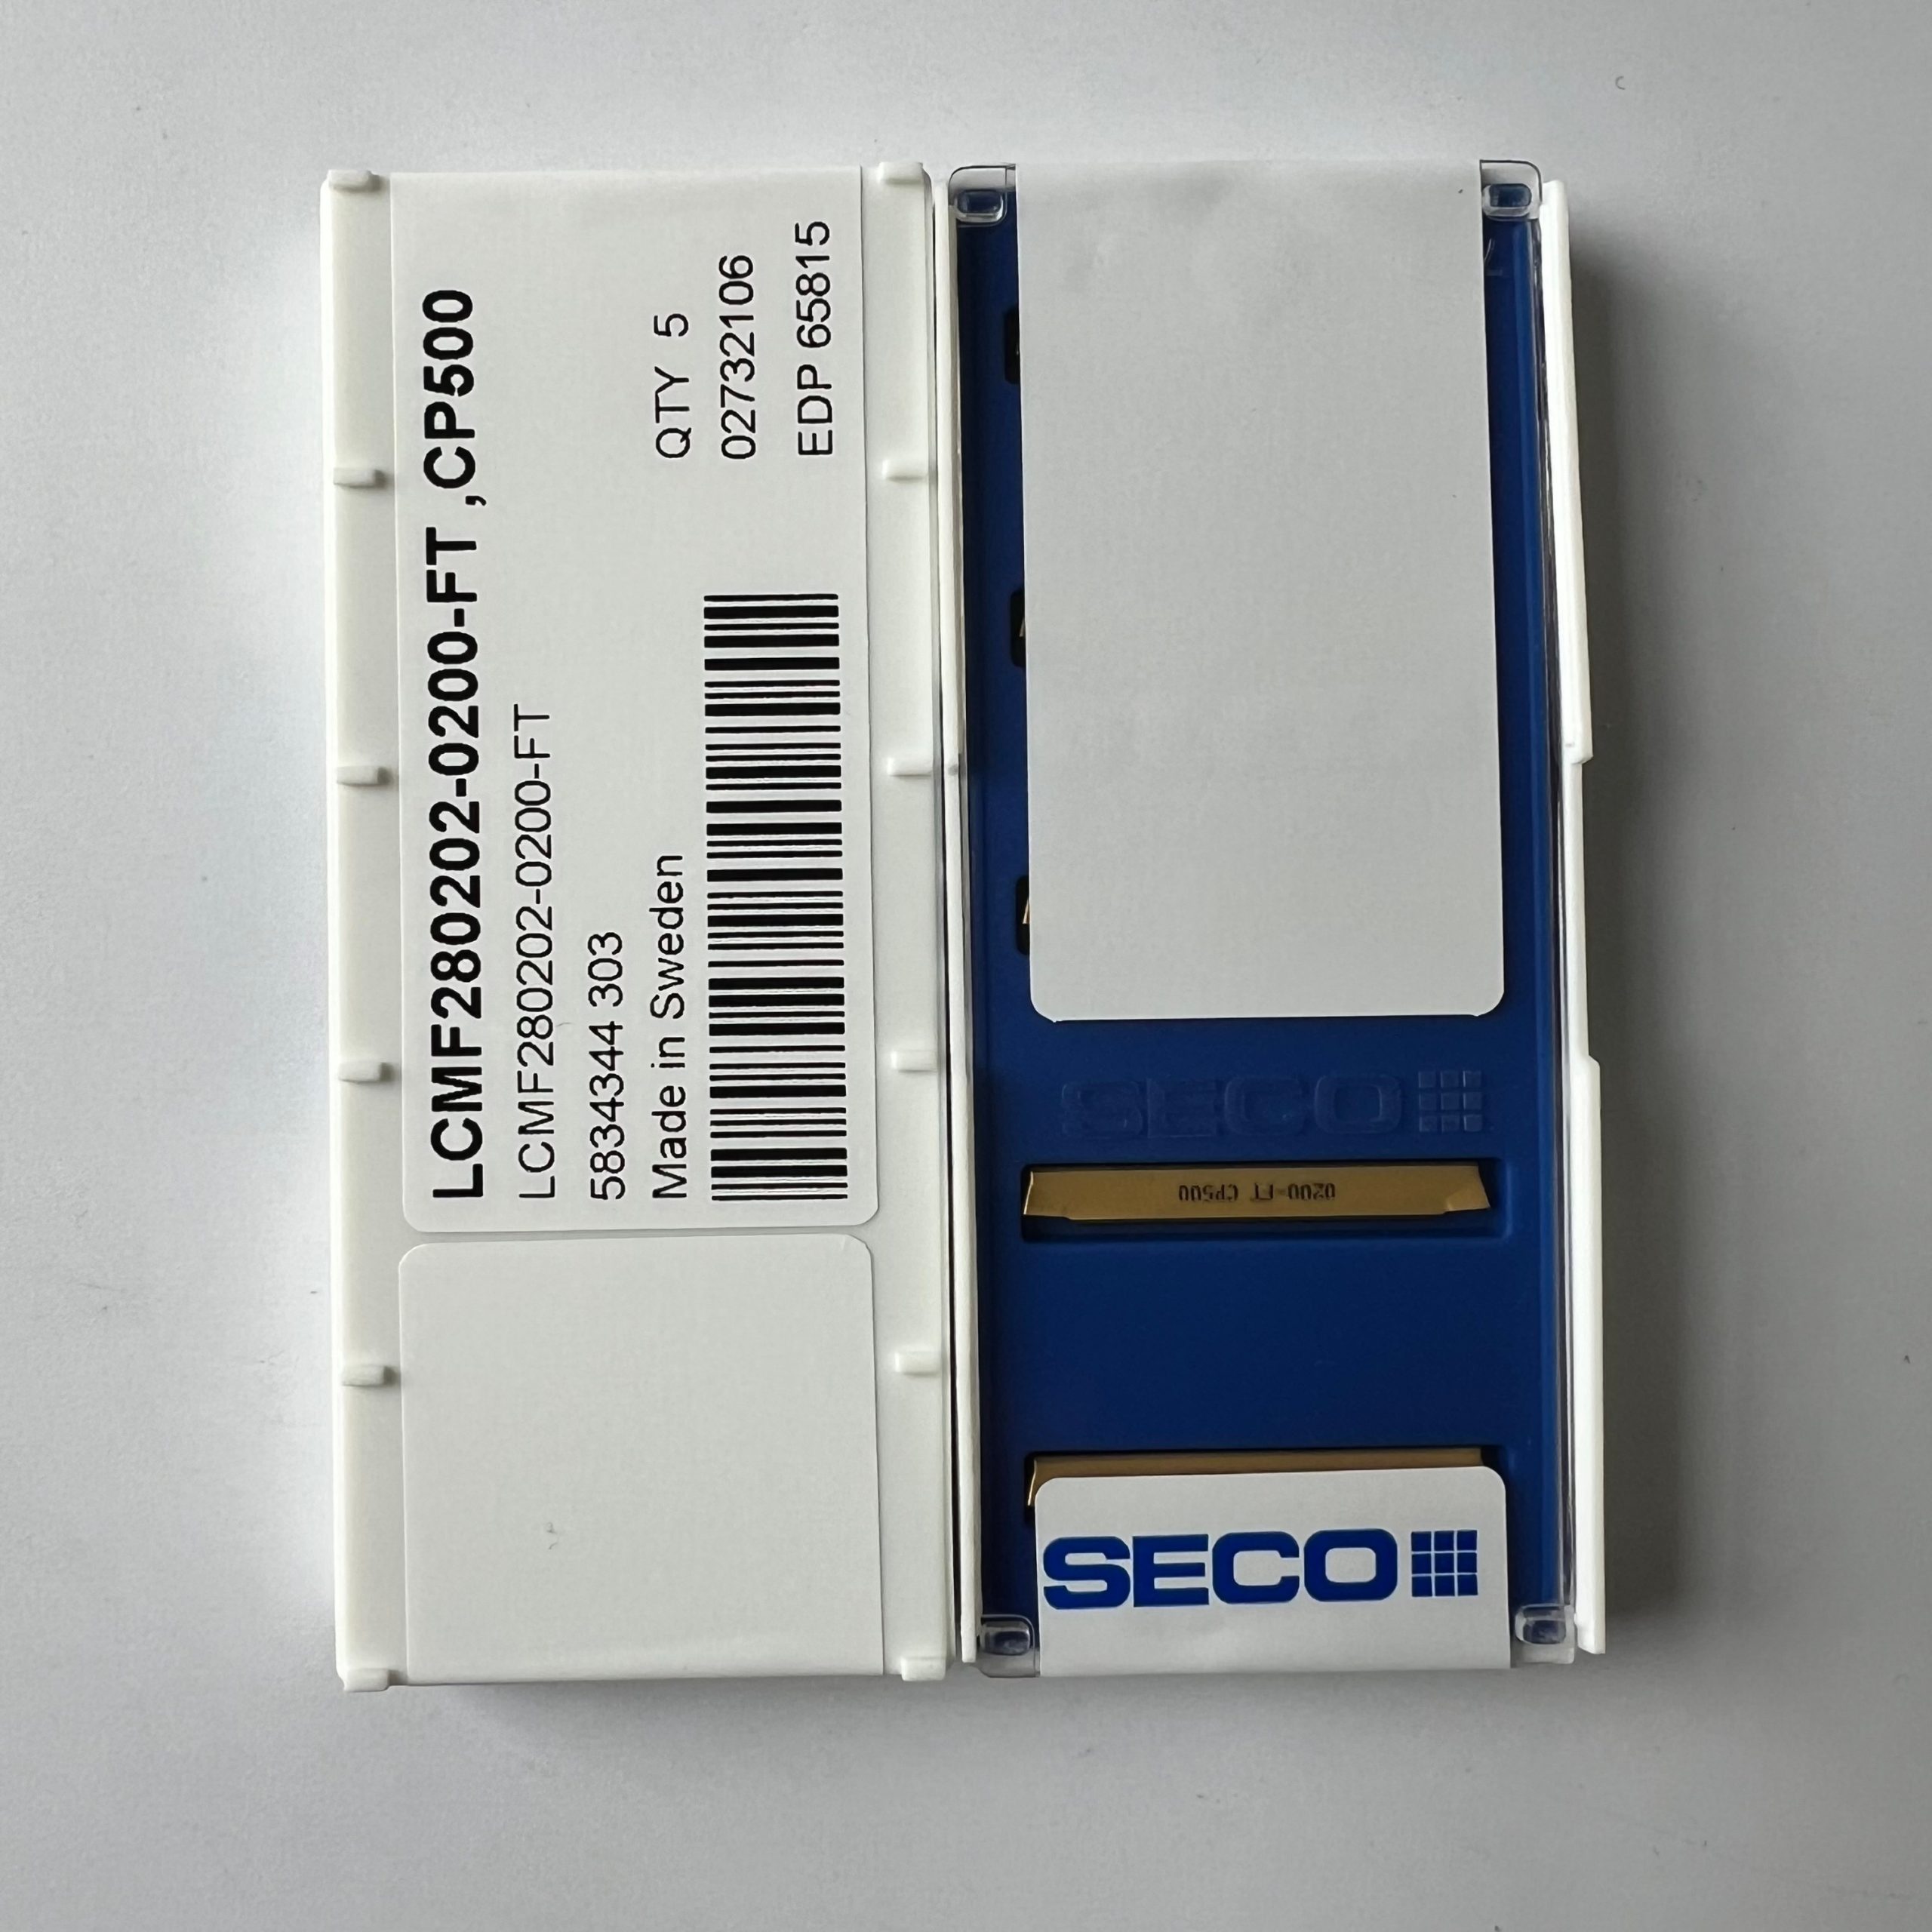 LCMF280202-0200-FT ,CP500
LCMF280202-0200-FT
5834344 303
Made in Sweden
QTY 5
02732106
EDP 65815
SECO
0200-FT CP500
SECO